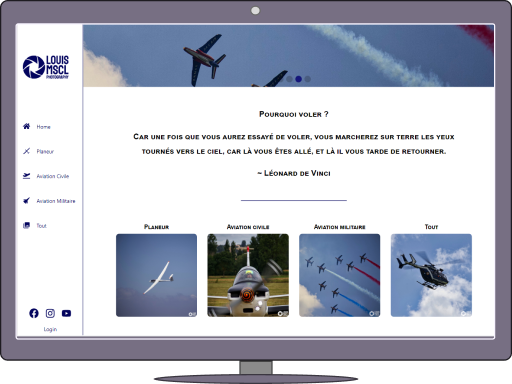 LOUIS
MSCL
PHOTOGRAPHY
Home
Planeur
Aviation Civile
Aviation Militaire
Tout
Login
Pourquoi voler ?
Car une fois que vous aurez essayé de voler, vous marcherez sur terre les yeux
tournés vers le ciel, car là vous êtes allé, et là il vous tarde de retourner.
~ Léonard de Vinci
Planeur
Aviation civile
Aviation militaire
Tout